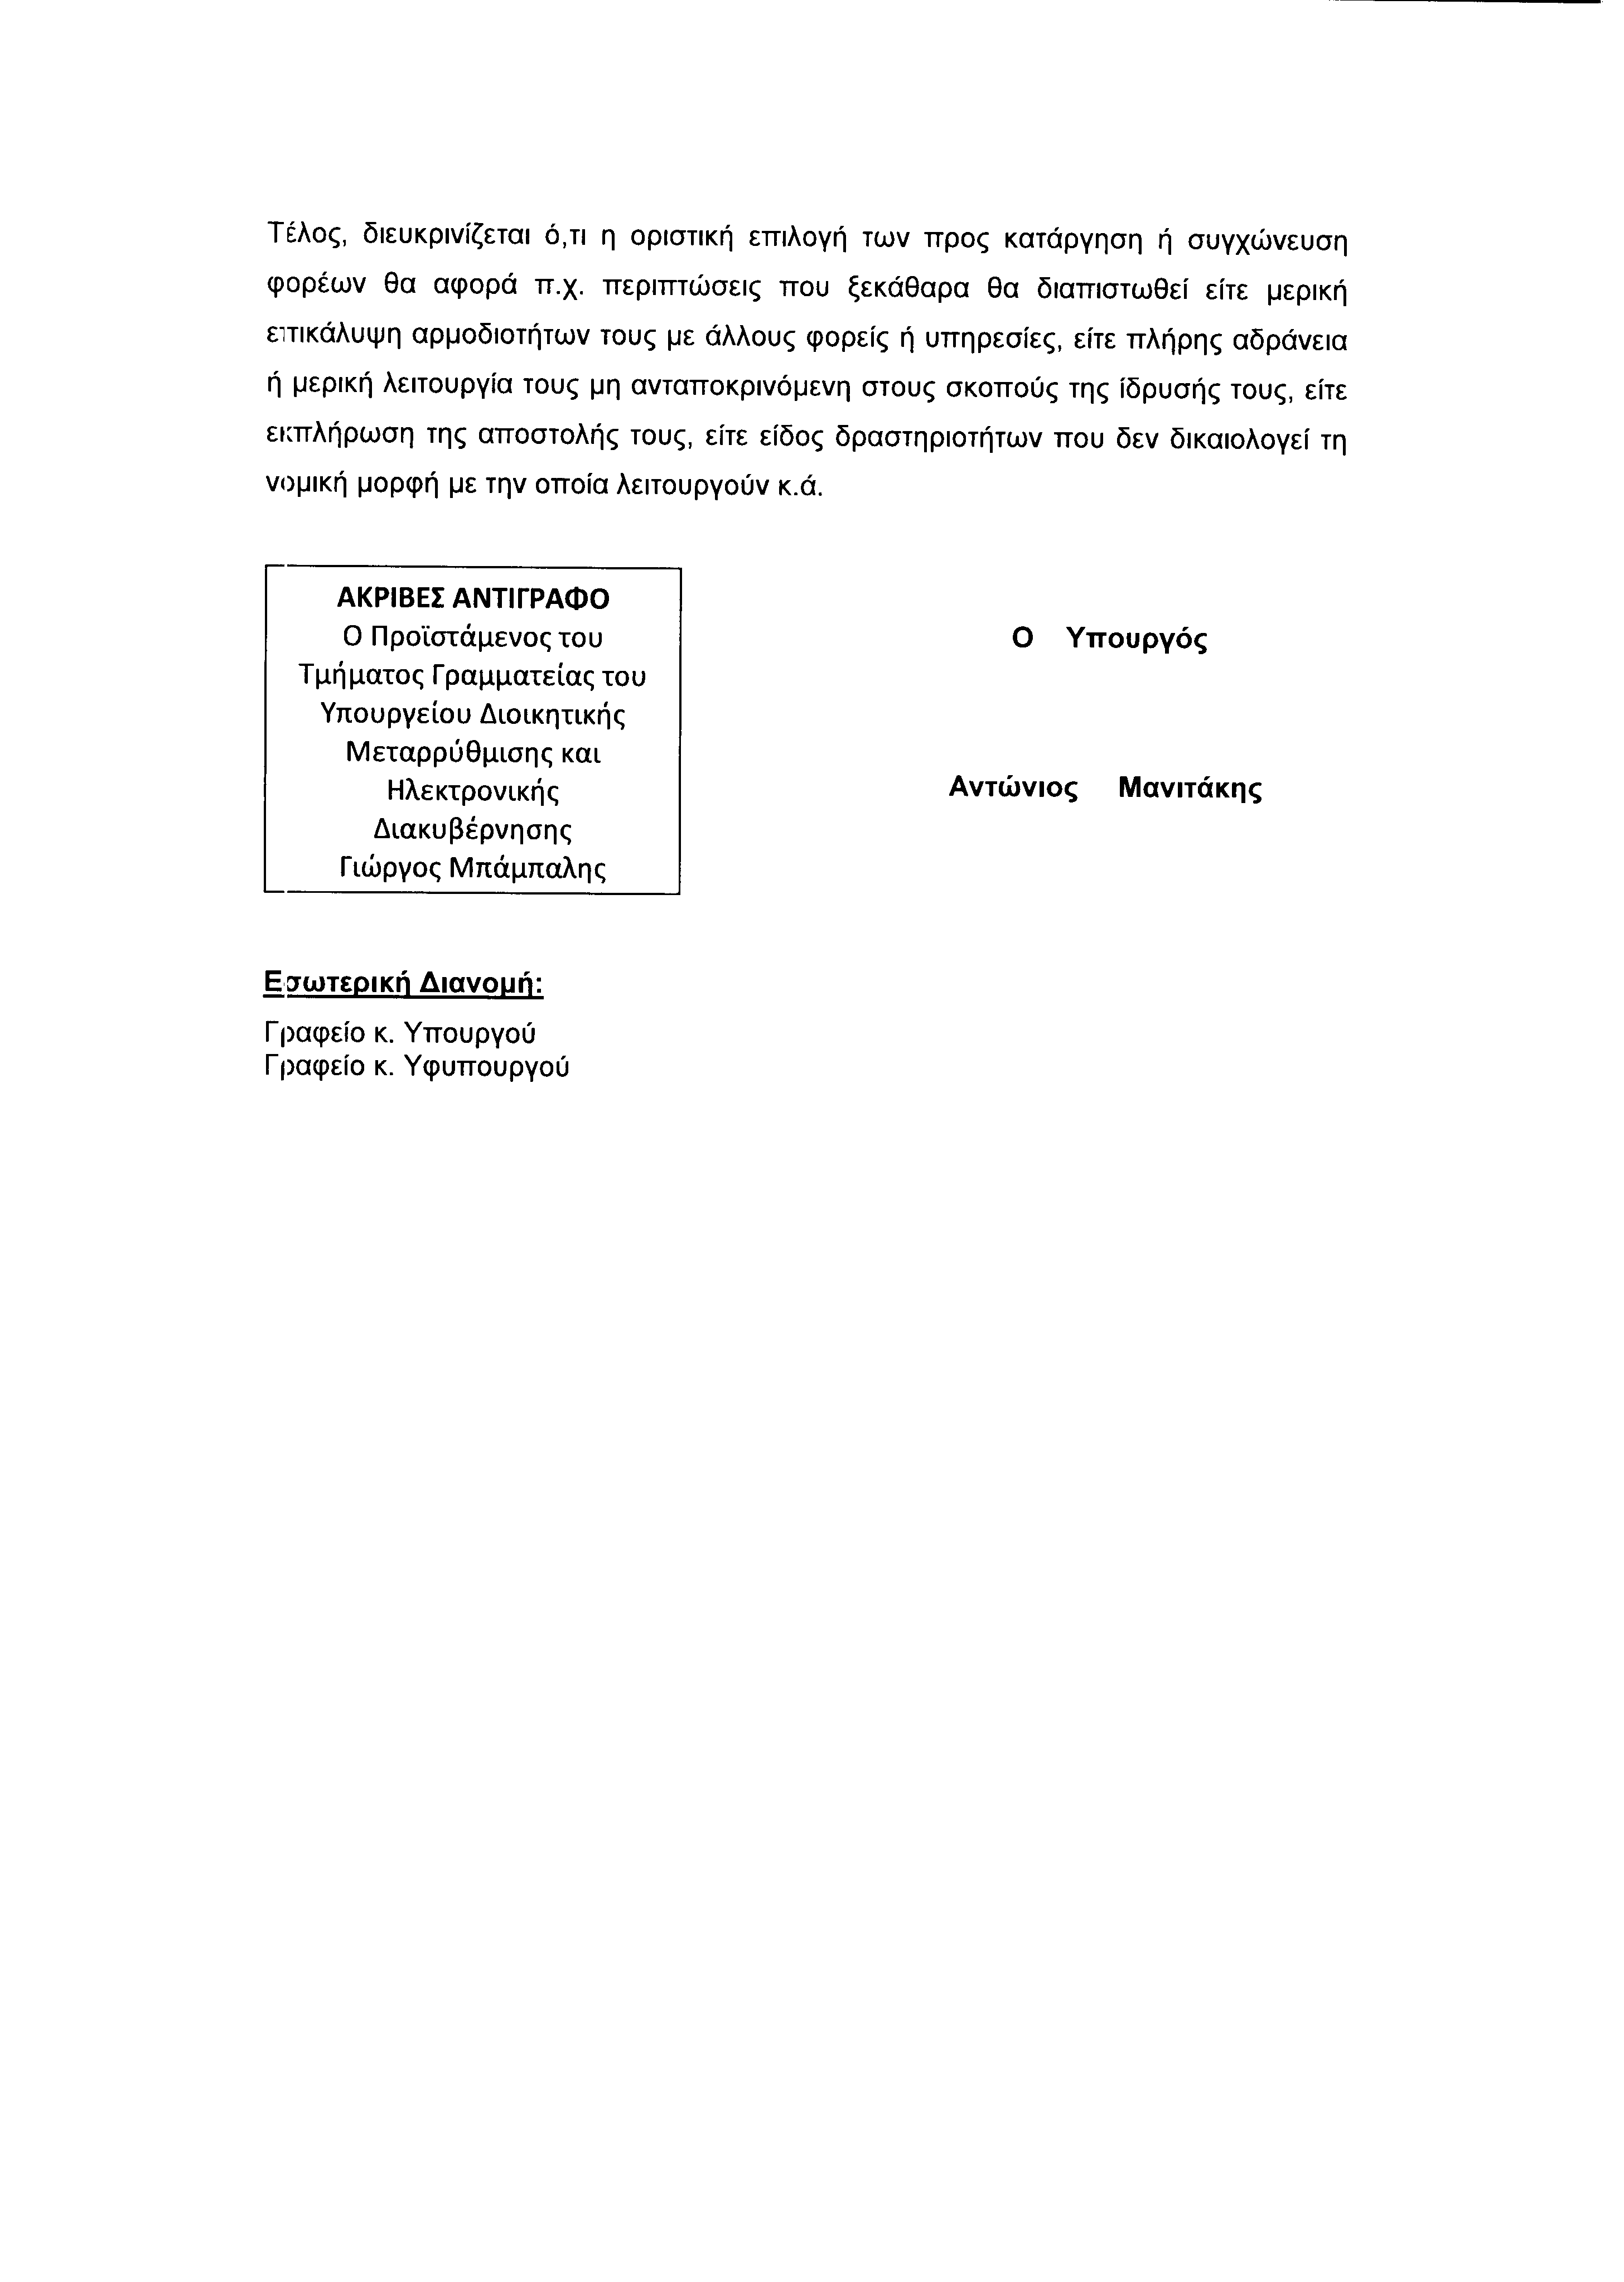 Τέλος, διευκρινίζεται ό,τι η οριστική επιλογή των προς κατάργηση ή συγχώνευση
φορέων θα αφορά π.χ. περιπτώσεις που ξεκάθαρα θα διαπιστωθεί είτε μερική
επικάλυψη αρμοδιοτήτων τους με άλλους φορείς ή υπηρεσίες, είτε πλήρης αδράνεια
ή μερική λειτουργία τους μη ανταποκρινόμενη στους σκοπούς της ίδρυσής τους, είτε
εκπλήρωση της αποστολής τους, είτε είδος δραστηριοτήτων που δεν δικαιολογεί τη
νομική μορφή με την οποία λειτουργούν κ.ά.
ΑΚΡΙΒΕΣ ΑΝΤΙΓΡΑΦΟ
Ο Προϊστάμενος του
Τμήματος Γραμματείας του
Υπουργείου Διοικητικής
Μεταρρύθμισης και
Ηλεκτρονικής
Διακυβέρνησης
Γιώργος Μπάμπαλης
Ο Υπουργός
Αντώνιος Μανιτάκης
Εσωτερική Διανομή:
Γραφείο κ. Υπουργού
Γραφείο κ. Υφυπουργού